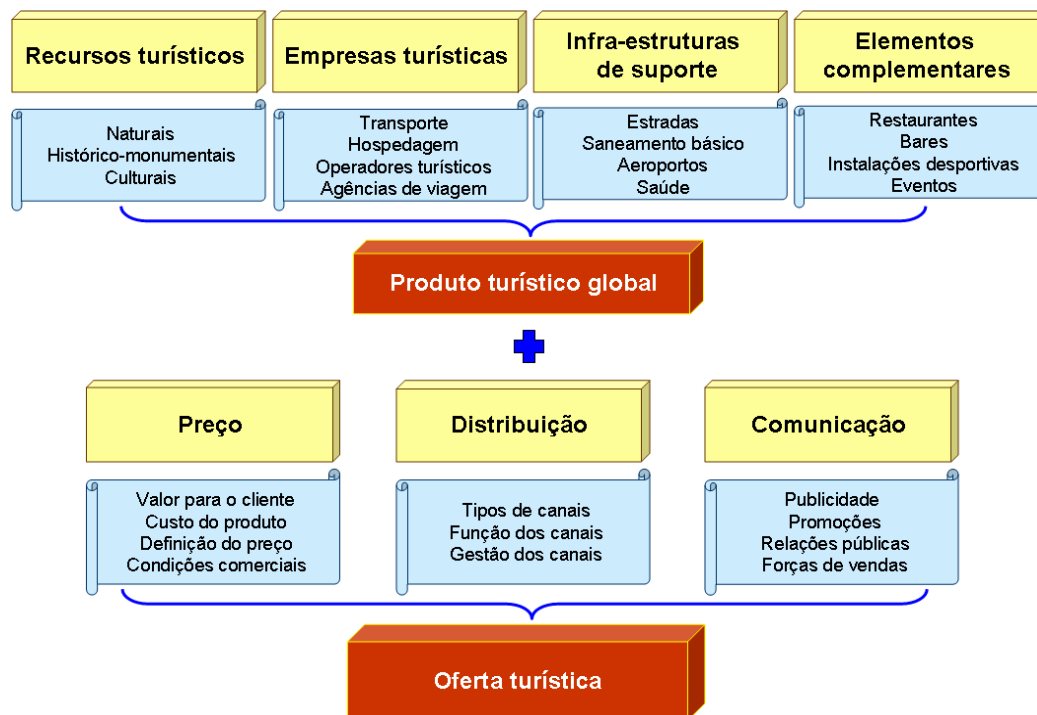 Recursos turísticos
Empresas turísticas
Infra-estruturas
de suporte
Elementos
complementares
Naturais
Histórico-monumentais
Culturais
Transporte
Hospedagem
Operadores turísticos
Agências de viagem
Estradas
Saneamento básico
Aeroportos
Saúde
Restaurantes
Bares
Instalações desportivas
Eventos
Produto turístico global
Preço
Distribuição
Comunicação
Valor para o cliente
Custo do produto
Definição do preço
Condições comerciais
Tipos de canais
Função dos canais
Gestão dos canais
Publicidade
Promoções
Relações públicas
Forças de vendas
Oferta turística